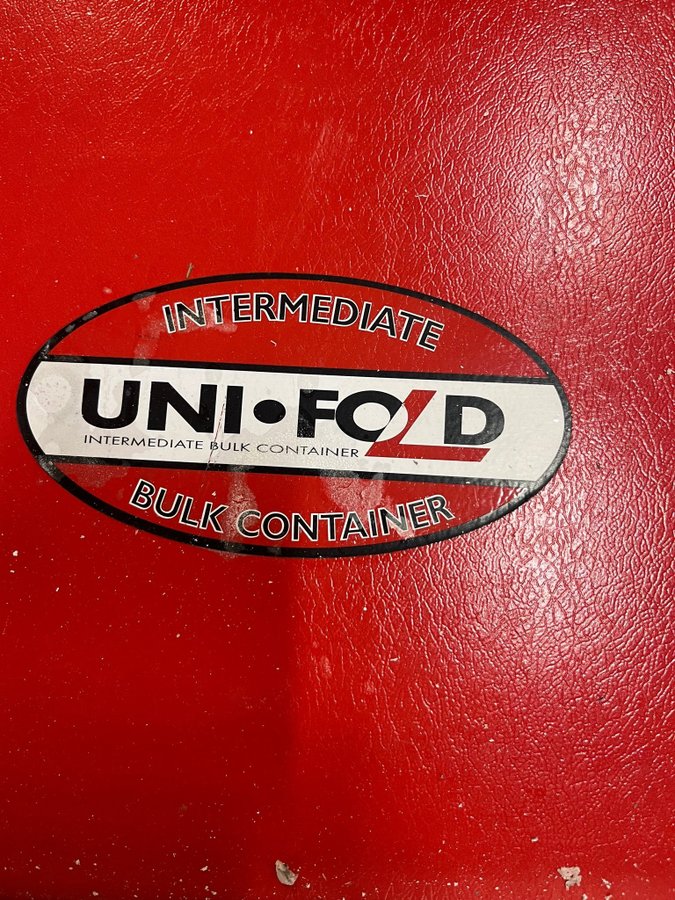 INTERMEDIATE
UNI•FOLD
INTERMEDIATE BULK CONTAINER
BULK CONTAINER